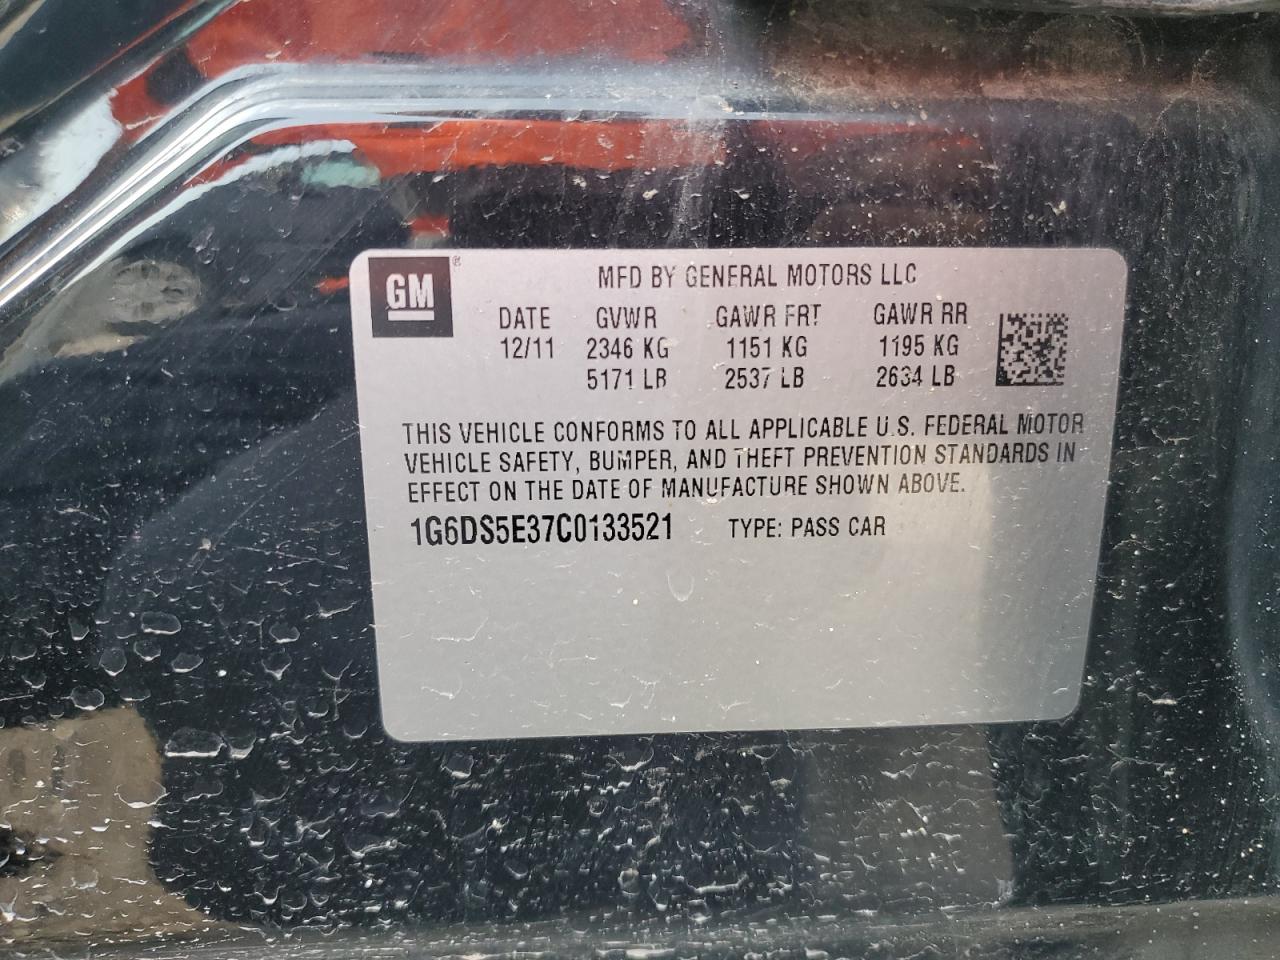 GM®
MFD BY GENERAL MOTORS LLC
DATE GVWR GAWR FRT GAWR RR
12/11 2346 KG 1151 KG 1195 KG
5171 LB 2537 LB 2634 LB
THIS VEHICLE CONFORMS TO ALL APPLICABLE U.S. FEDERAL MOTOR
VEHICLE SAFETY, BUMPER, AND THEFT PREVENTION STANDARDS IN
EFFECT ON THE DATE OF MANUFACTURE SHOWN ABOVE.
1G6DS5E37C0133521 TYPE: PASS CAR